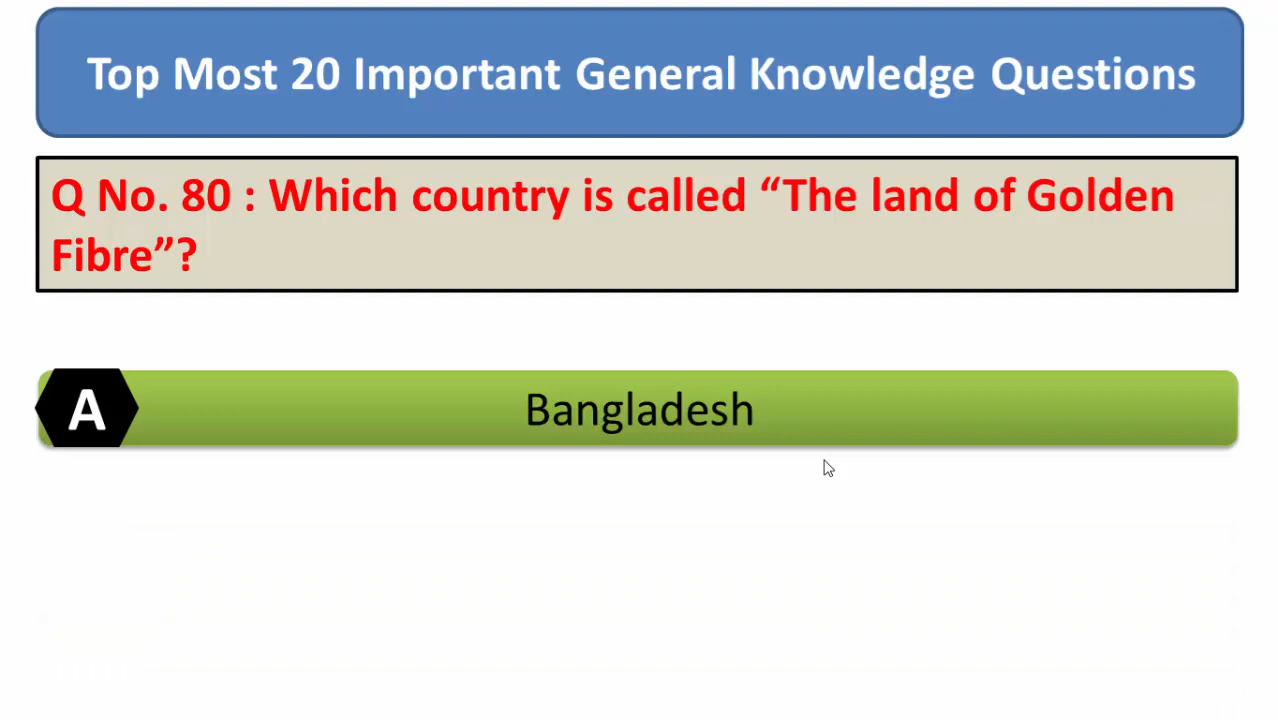 Top Most 20 Important General Knowledge Questions
Q No. 80 : Which country is called “The land of Golden
Fibre”?
A
Bangladesh